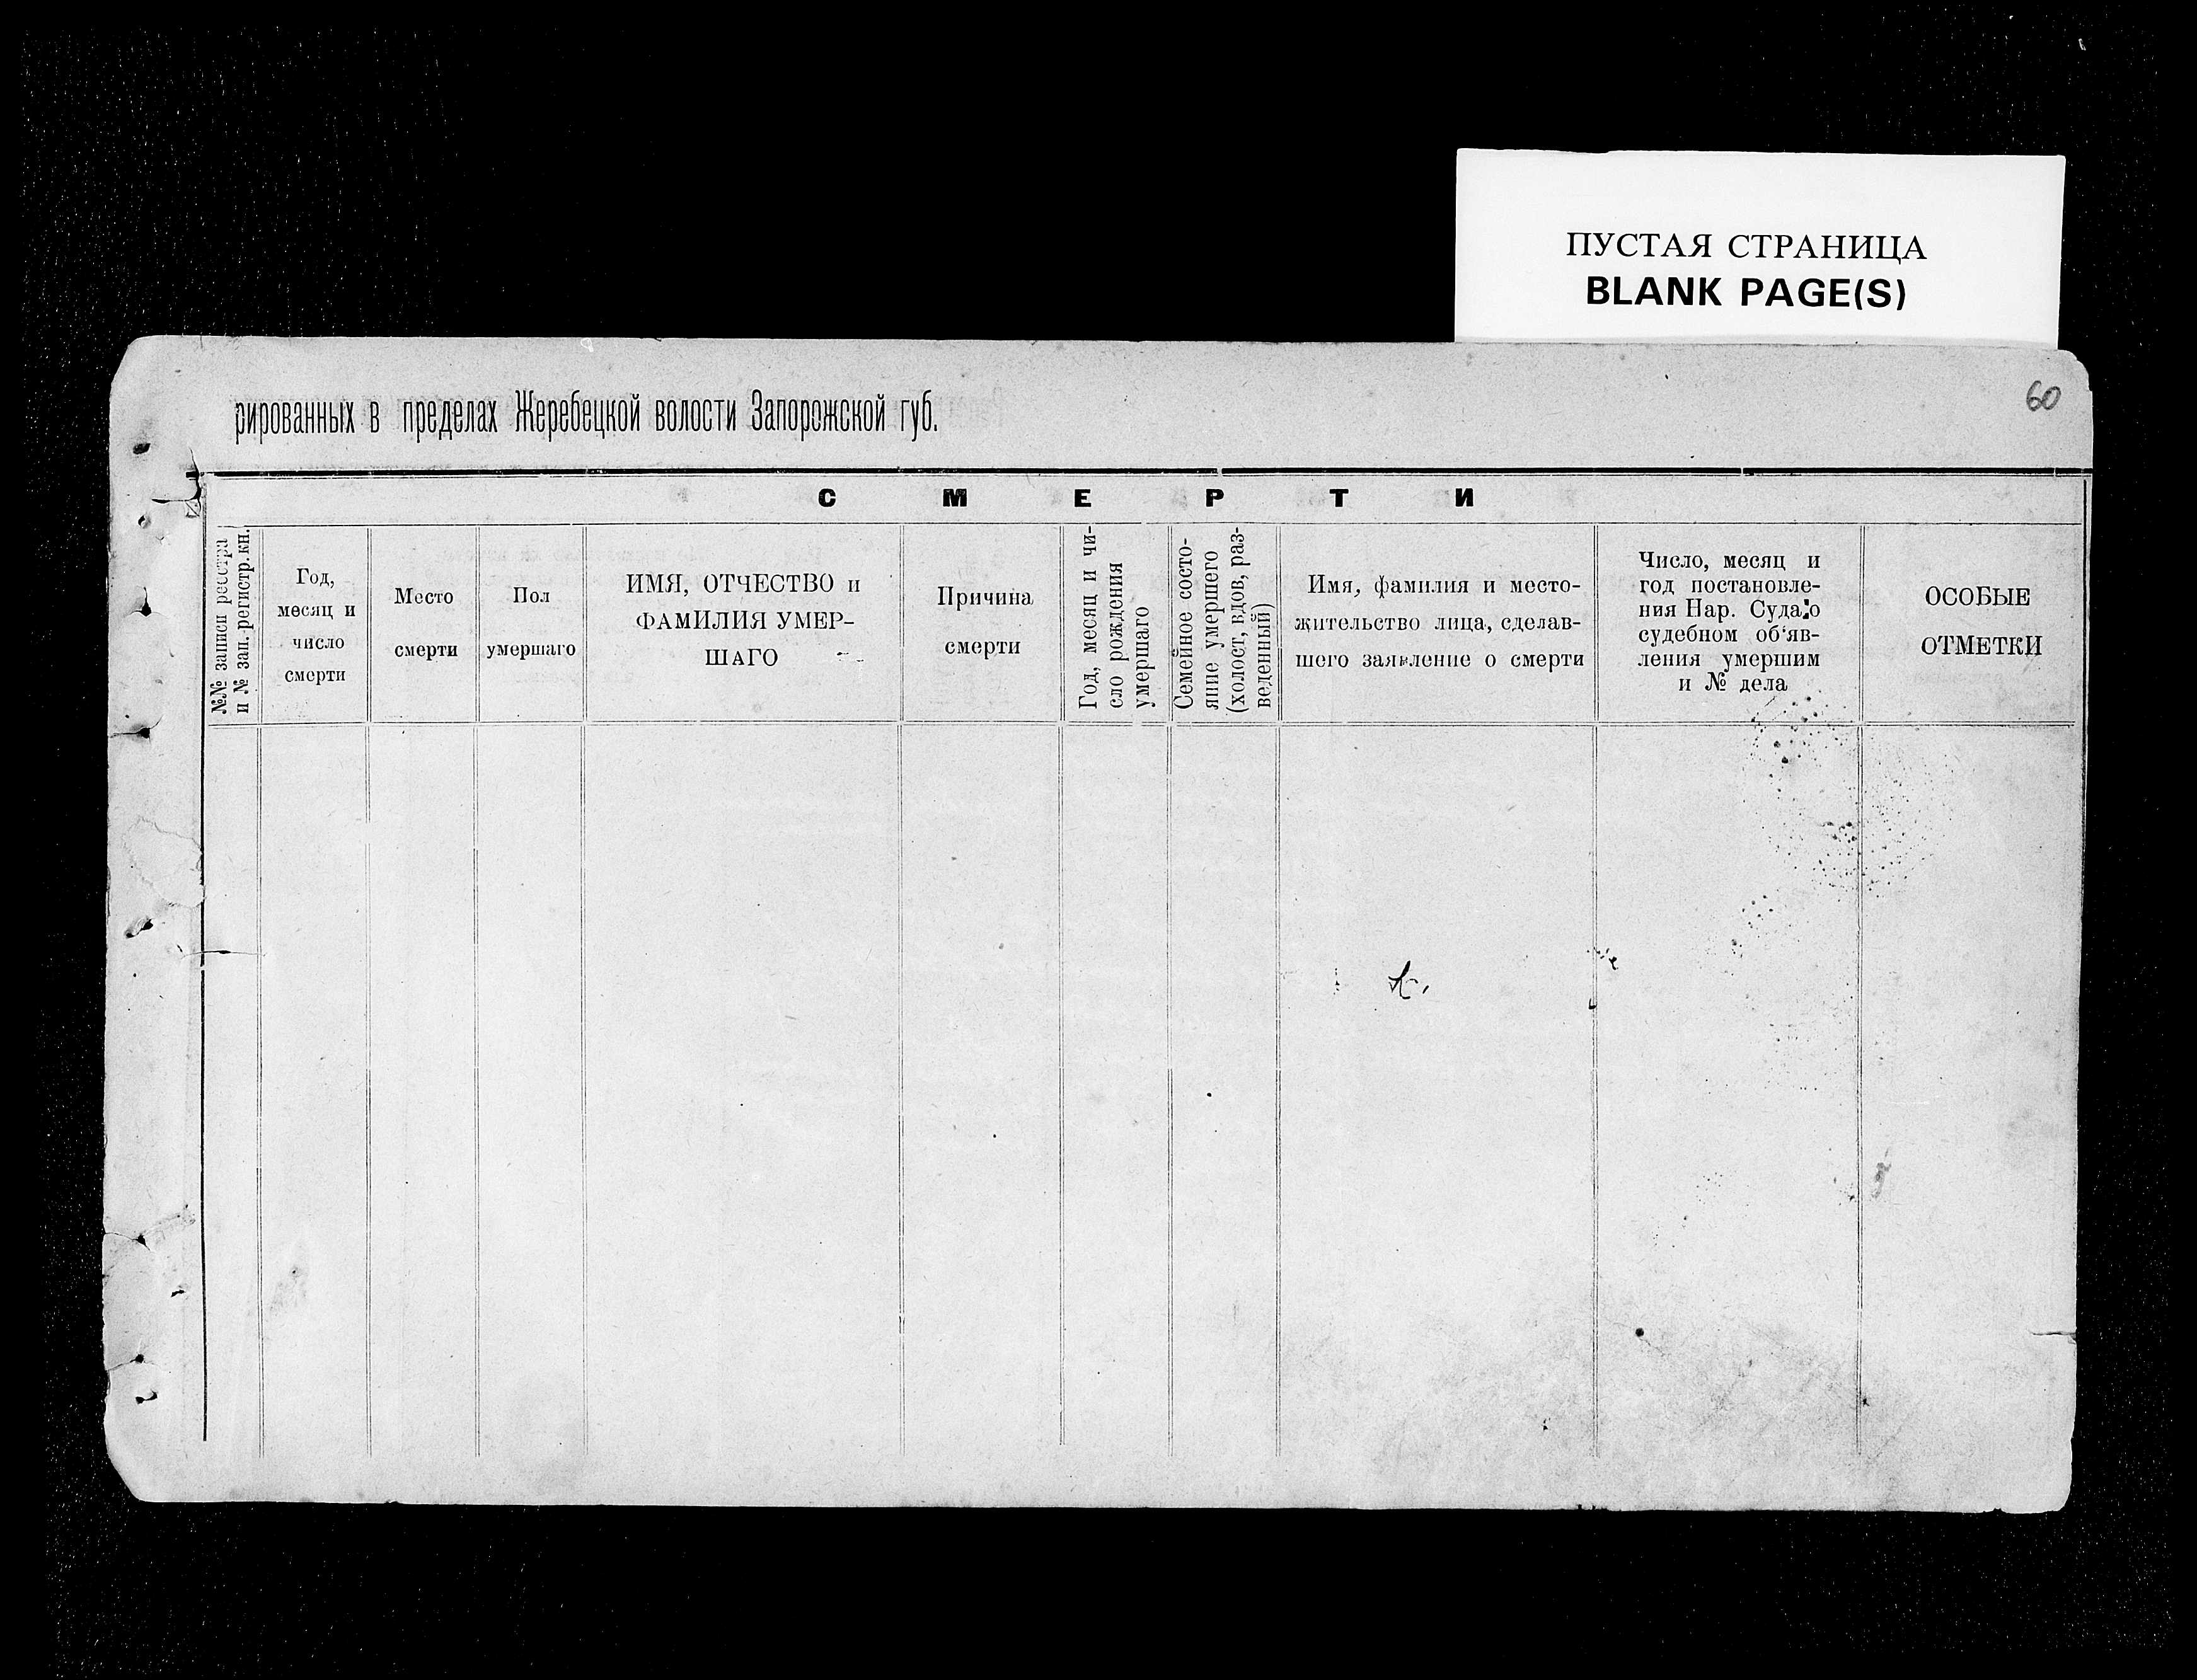 ПУСТАЯ СТРАНИЦА
BLANK PAGE(S)
60
рированных в пределах Жеребецкой волости Запорожской губ.
СМЕРТИ
№№ записи реестра
и № зап. регистр. кн.
Год,
месяц и
число
смерти
Место
смерти
Пол
умершаго
ИМЯ, ОТЧЕСТВО и
ФАМИЛИЯ УМЕР-
ШАГО
Причина
смерти
Год, месяц и чи-
сло рождения
умершаго
Семейное состо-
яние умершего
(холост, вдов, раз-
веденный)
Имя, фамилия и место-
жительство лица, сделав-
шего заявление о смерти
Число, месяц и
год постановле-
ния Нар. Суда о
судебном об'яв-
лении умершим
и № дела
ОСОБЫЕ
ОТМЕТКИ